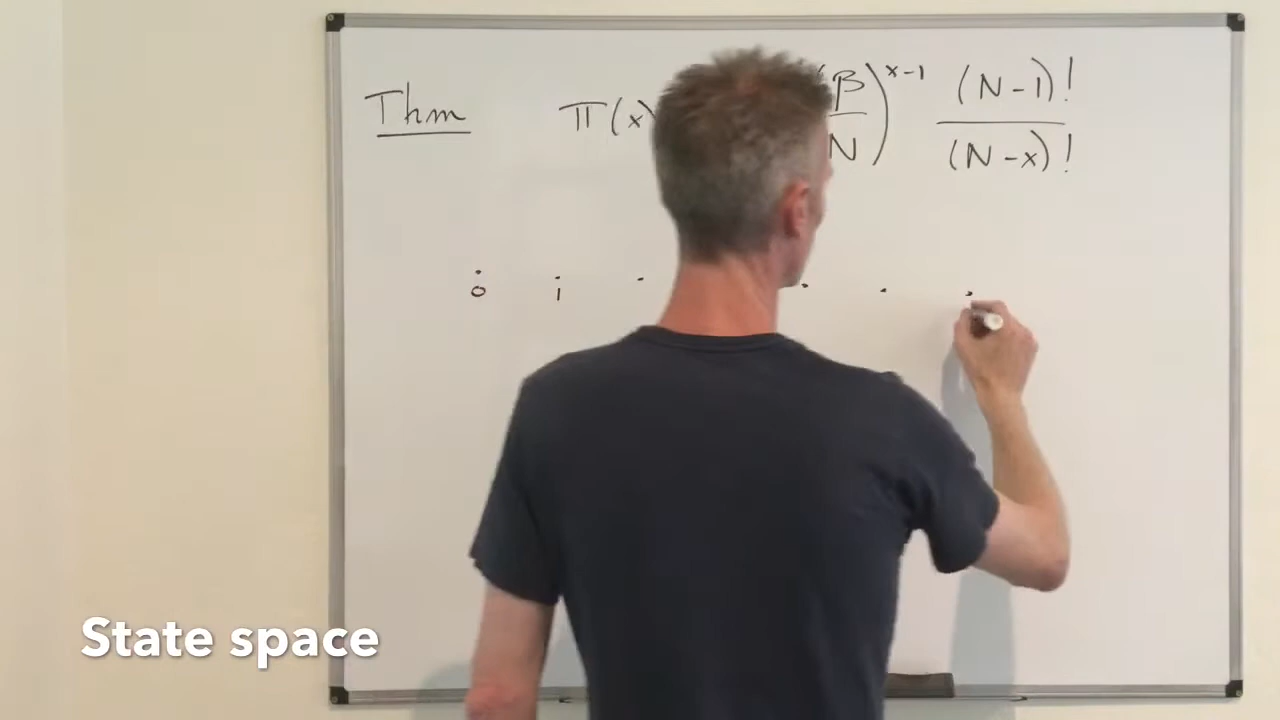 Thm π(x) (β/N)^{x-1} (N-1)!/(N-x)!
0 1
State space